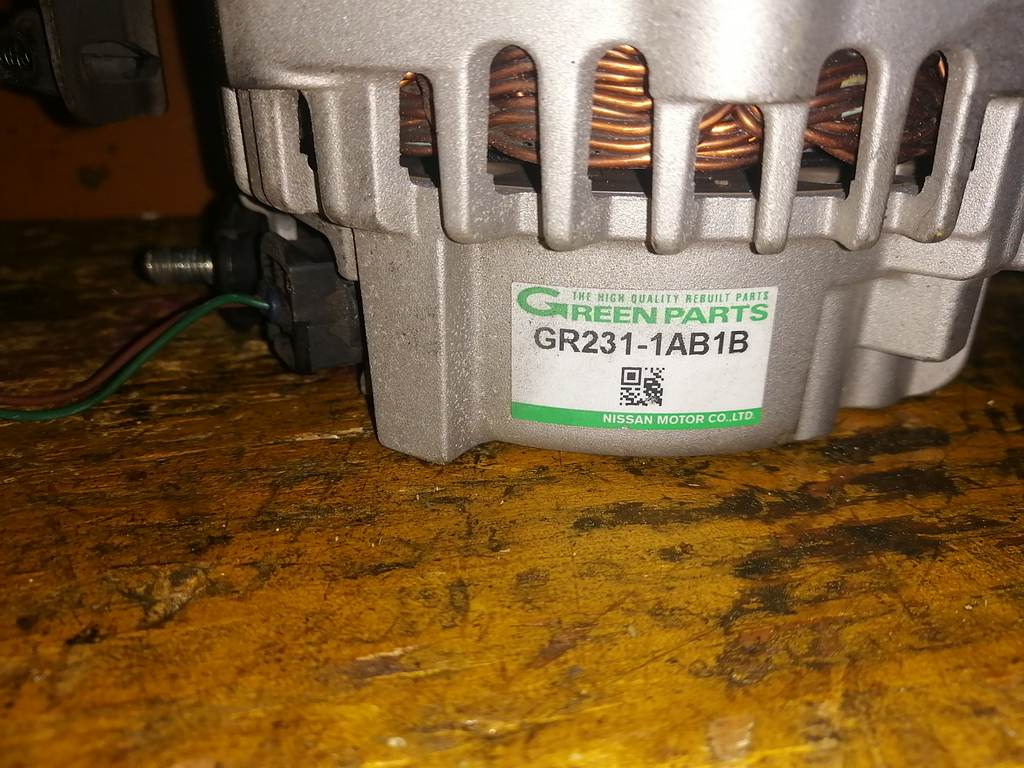 THE HIGH QUALITY REBUILT PARTS
GREEN PARTS
GR231-1AB1B
NISSAN MOTOR CO.,LTD.